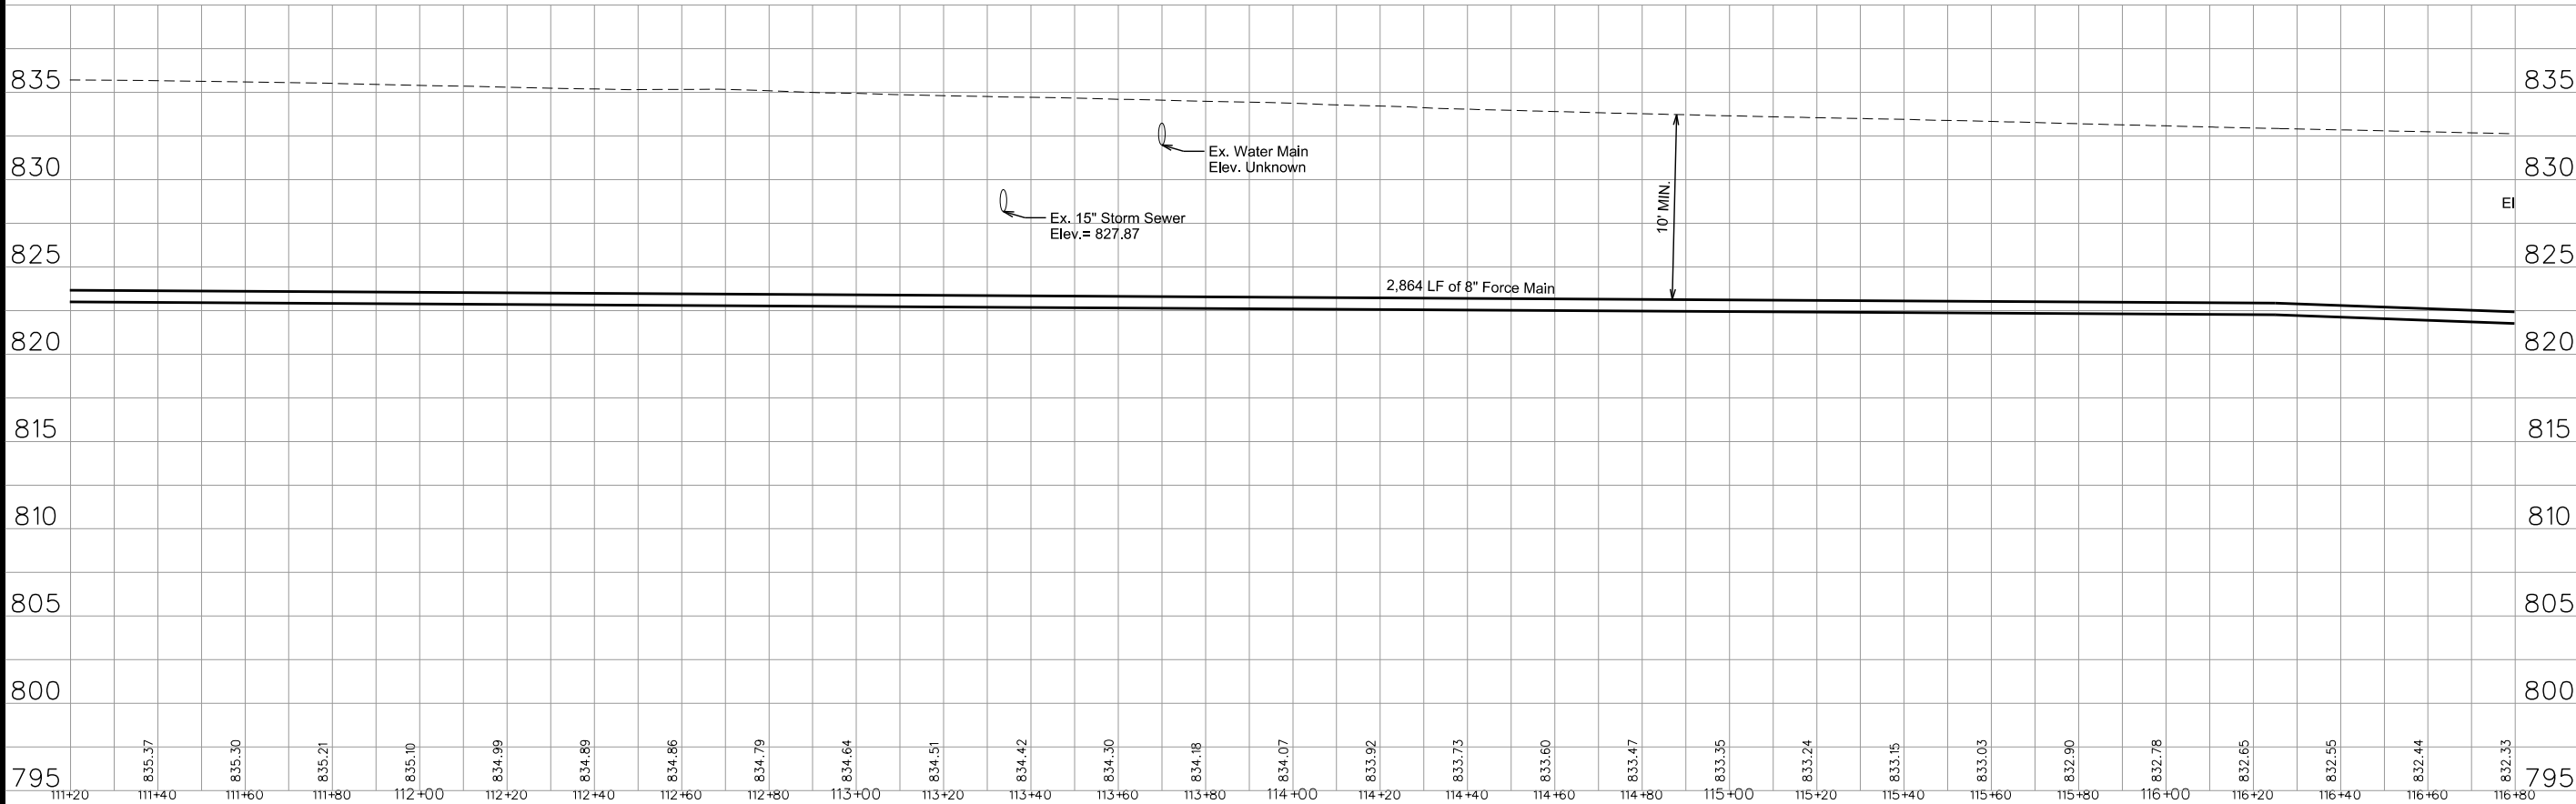 835 835
Ex. Water Main
Elev. Unknown
830 830
10' MIN.
El
Ex. 15" Storm Sewer
Elev.= 827.87
825 825
2,864 LF of 8" Force Main
820 820
815 815
810 810
805 805
800 800
835.37 835.30 835.21 835.10 834.99 834.89 834.86 834.79 834.64 834.51 834.42 834.30 834.18 834.07 833.92 833.73 833.60 833.47 833.35 833.24 833.15 833.03 832.90 832.78 832.65 832.55 832.44 832.33
795 795
111+20 111+40 111+60 111+80 112+00 112+20 112+40 112+60 112+80 113+00 113+20 113+40 113+60 113+80 114+00 114+20 114+40 114+60 114+80 115+00 115+20 115+40 115+60 115+80 116+00 116+20 116+40 116+60 116+80